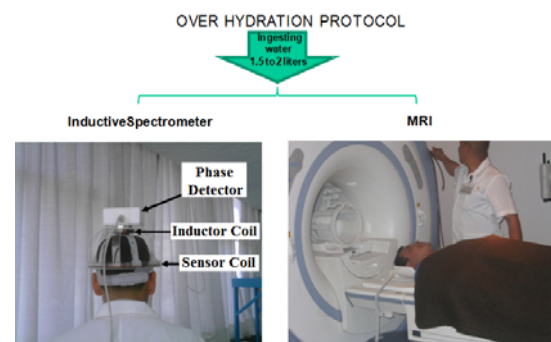 OVER HYDRATION PROTOCOL
Ingesting
water
1.5 to 2 liters
InductiveSpectrometer
MRI
Phase
Detector
Inductor Coil
Sensor Coil